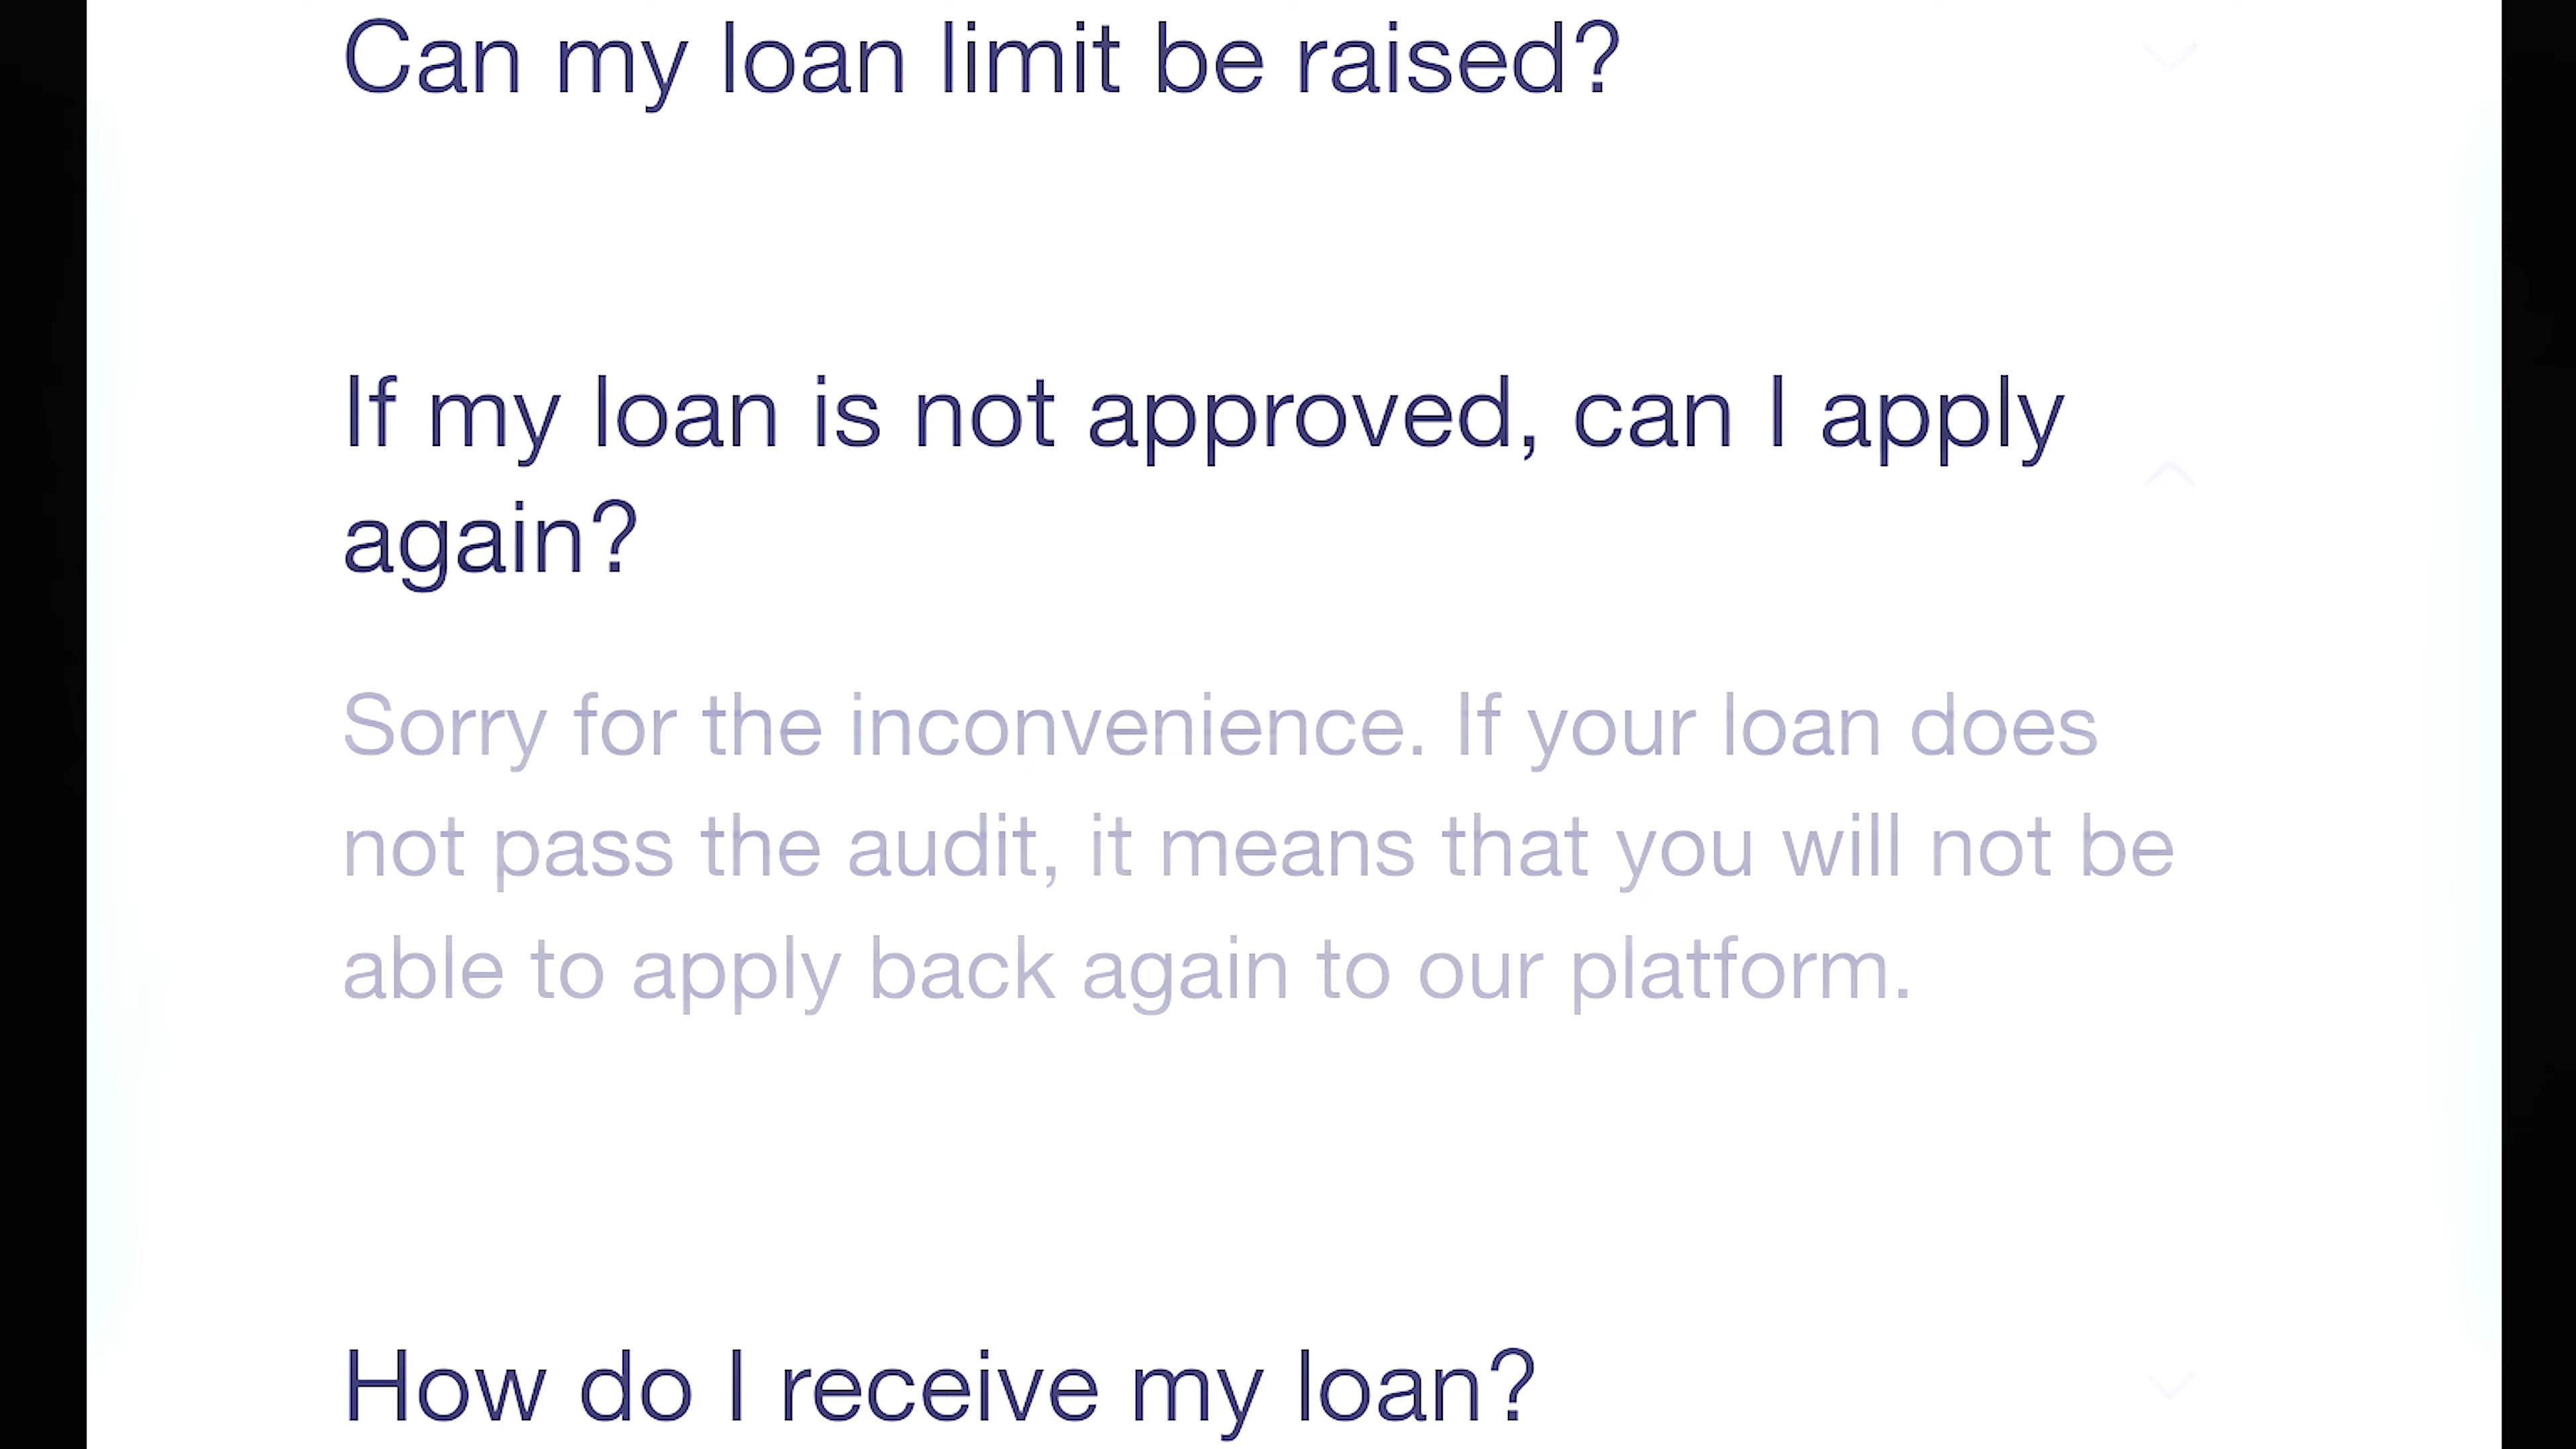 Can my loan limit be raised?
If my loan is not approved, can I apply
again?
Sorry for the inconvenience. If your loan does
not pass the audit, it means that you will not be
able to apply back again to our platform.
How do I receive my loan?